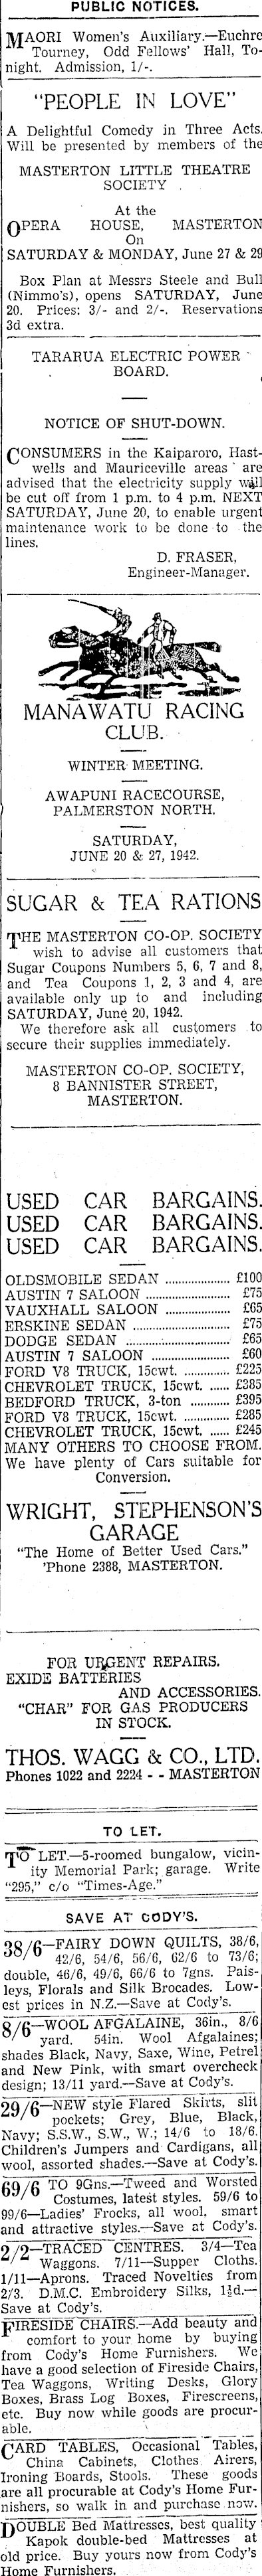 PUBLIC NOTICES.
MAORI Women's Auxiliary.—Euchre
Tourney, Odd Fellows' Hall, To-
night. Admission, 1/-.
"PEOPLE IN LOVE"
A Delightful Comedy in Three Acts.
Will be presented by members of the
MASTERTON LITTLE THEATRE
SOCIETY
At the
OPERA HOUSE, MASTERTON
On
SATURDAY & MONDAY, June 27 & 29
Box Plan at Messrs Steele and Bull
(Nimmo's), opens SATURDAY, June
20. Prices: 3/- and 2/-. Reservations
3d extra.
TARARUA ELECTRIC POWER
BOARD.
NOTICE OF SHUT-DOWN.
CONSUMERS in the Kaiparoro, Hast-
wells and Mauriceville areas are
advised that the electricity supply will
be cut off from 1 p.m. to 4 p.m. NEXT
SATURDAY, June 20, to enable urgent
maintenance work to be done to the
lines.
D. FRASER,
Engineer-Manager.
MANAWATU RACING
CLUB.
WINTER MEETING.
AWAPUNI RACECOURSE,
PALMERSTON NORTH.
SATURDAY,
JUNE 20 & 27, 1942.
SUGAR & TEA RATIONS
THE MASTERTON CO-OP. SOCIETY
wish to advise all customers that
Sugar Coupons Numbers 5, 6, 7 and 8,
and Tea Coupons 1, 2, 3 and 4, are
available only up to and including
SATURDAY, June 20, 1942.
We therefore ask all customers to
secure their supplies immediately.
MASTERTON CO-OP. SOCIETY,
8 BANNISTER STREET,
MASTERTON.
USED CAR BARGAINS.
USED CAR BARGAINS.
USED CAR BARGAINS.
OLDSMOBILE SEDAN .................... £100
AUSTIN 7 SALOON ......................... £75
VAUXHALL SALOON .................... £65
ERSKINE SEDAN ............................ £75
DODGE SEDAN ............................... £65
AUSTIN 7 SALOON ........................ £60
FORD V8 TRUCK, 15cwt. ............... £225
CHEVROLET TRUCK, 15cwt. ...... £385
BEDFORD TRUCK, 3-ton ............ £395
FORD V8 TRUCK, 15cwt. ............... £285
CHEVROLET TRUCK, 15cwt. ...... £245
MANY OTHERS TO CHOOSE FROM.
We have plenty of Cars suitable for
Conversion.
WRIGHT, STEPHENSON'S
GARAGE
"The Home of Better Used Cars."
'Phone 2388, MASTERTON.
FOR URGENT REPAIRS.
EXIDE BATTERIES
AND ACCESSORIES.
"CHAR" FOR GAS PRODUCERS
IN STOCK.
THOS. WAGG & CO., LTD.
Phones 1022 and 2224 - - MASTERTON
TO LET.
TO LET.—5-roomed bungalow, vicin-
ity Memorial Park; garage. Write
"295," c/o "Times-Age."
SAVE AT CODY'S.
38/6—FAIRY DOWN QUILTS, 38/6,
42/6, 54/6, 56/6, 62/6 to 73/6;
double, 46/6, 49/6, 66/6 to 7gns. Pais-
leys, Florals and Silk Brocades. Low-
est prices in N.Z.—Save at Cody's.
8/6—WOOL AFGALAINE, 36in., 8/6
yard. 54in. Wool Afgalaines;
shades Black, Navy, Saxe, Wine, Petrel
and New Pink, with smart overcheck
design; 13/11 yard.—Save at Cody's.
29/6—NEW style Flared Skirts, slit
pockets; Grey, Blue, Black,
Navy; S.S.W., S.W., W.; 14/6 to 18/6.
Children's Jumpers and Cardigans, all
wool, assorted shades.—Save at Cody's.
69/6 TO 9Gns.—Tweed and Worsted
Costumes, latest styles. 59/6 to
99/6—Ladies' Frocks, all wool, smart
and attractive styles.—Save at Cody's.
2/2—TRACED CENTRES. 3/4—Tea
Waggons. 7/11—Supper Cloths.
1/11—Aprons. Traced Novelties from
2/3. D.M.C. Embroidery Silks, 1½d.—
Save at Cody's.
FIRESIDE CHAIRS.—Add beauty and
comfort to your home by buying
from Cody's Home Furnishers. We
have a good selection of Fireside Chairs,
Tea Waggons, Writing Desks, Glory
Boxes, Brass Log Boxes, Firescreens,
etc. Buy now while goods are procur-
able.
CARD TABLES, Occasional Tables,
China Cabinets, Clothes Airers,
Ironing Boards, Stools. These goods
are all procurable at Cody's Home Fur-
nishers, so walk in and purchase now.
DOUBLE Bed Mattresses, best quality
Kapok double-bed Mattresses at
old price. Buy yours now from Cody's
Home Furnishers.